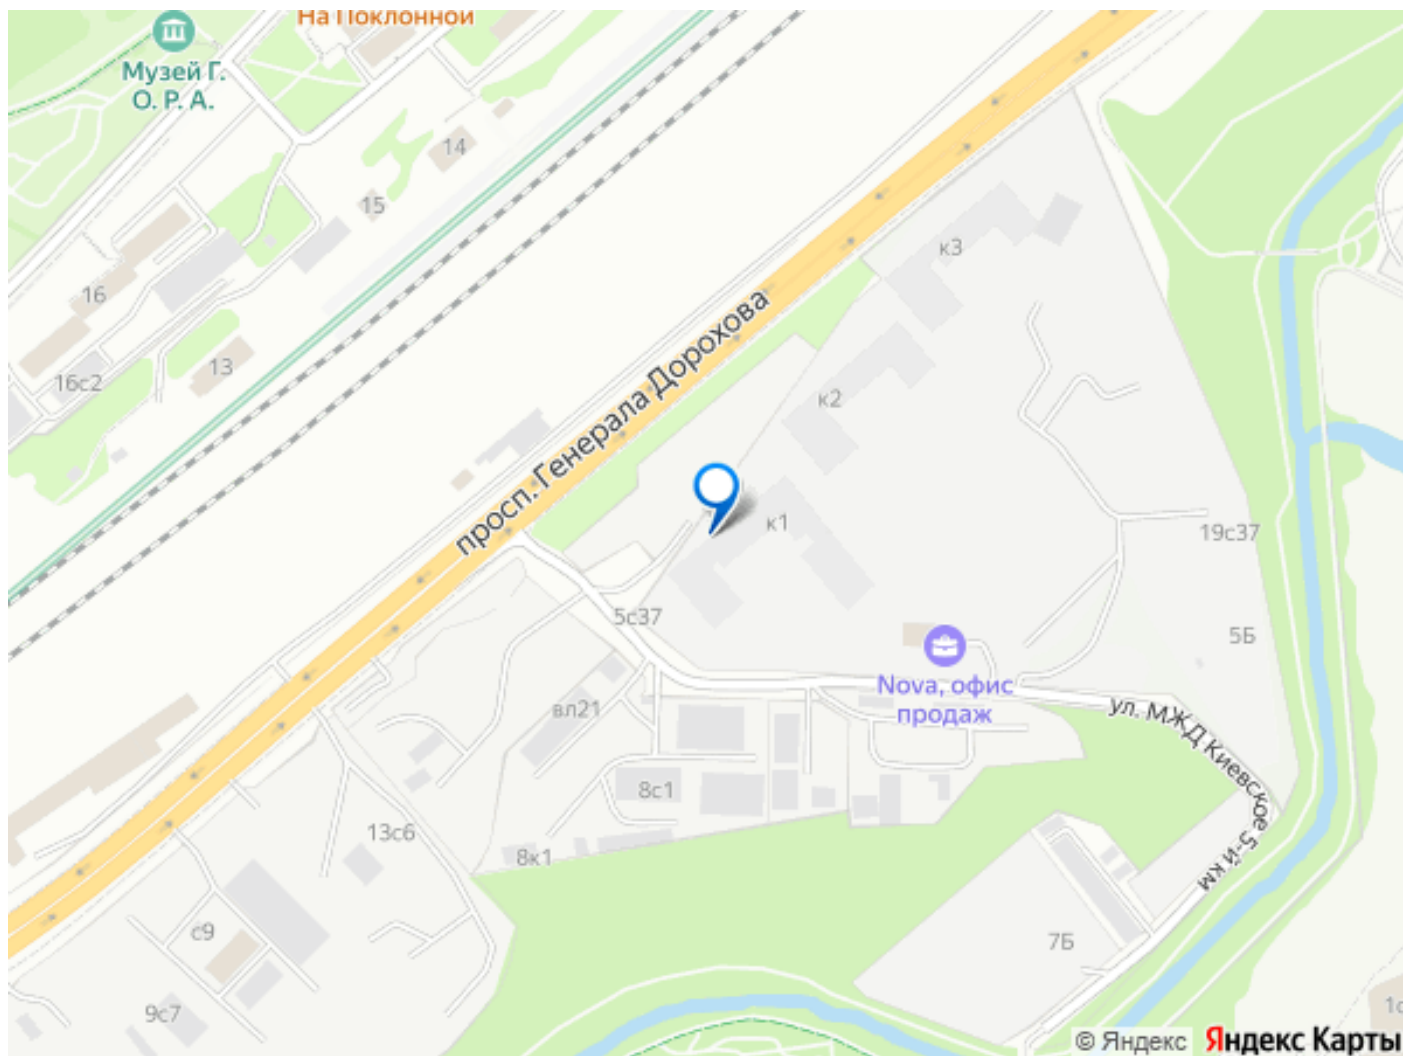 На Поклонной
Музей Г.
О. Р. А.
14
15
к3
16
просп. Генерала Дорохова
13
16с2
к2
к1
19с37
5с37
5Б
Nova, офис
продаж
вл21
ул. МЖД Киевское 5-й км
8с1
13с6
8к1
с9
7Б
9с7
1с
© Яндекс Яндекс Карты